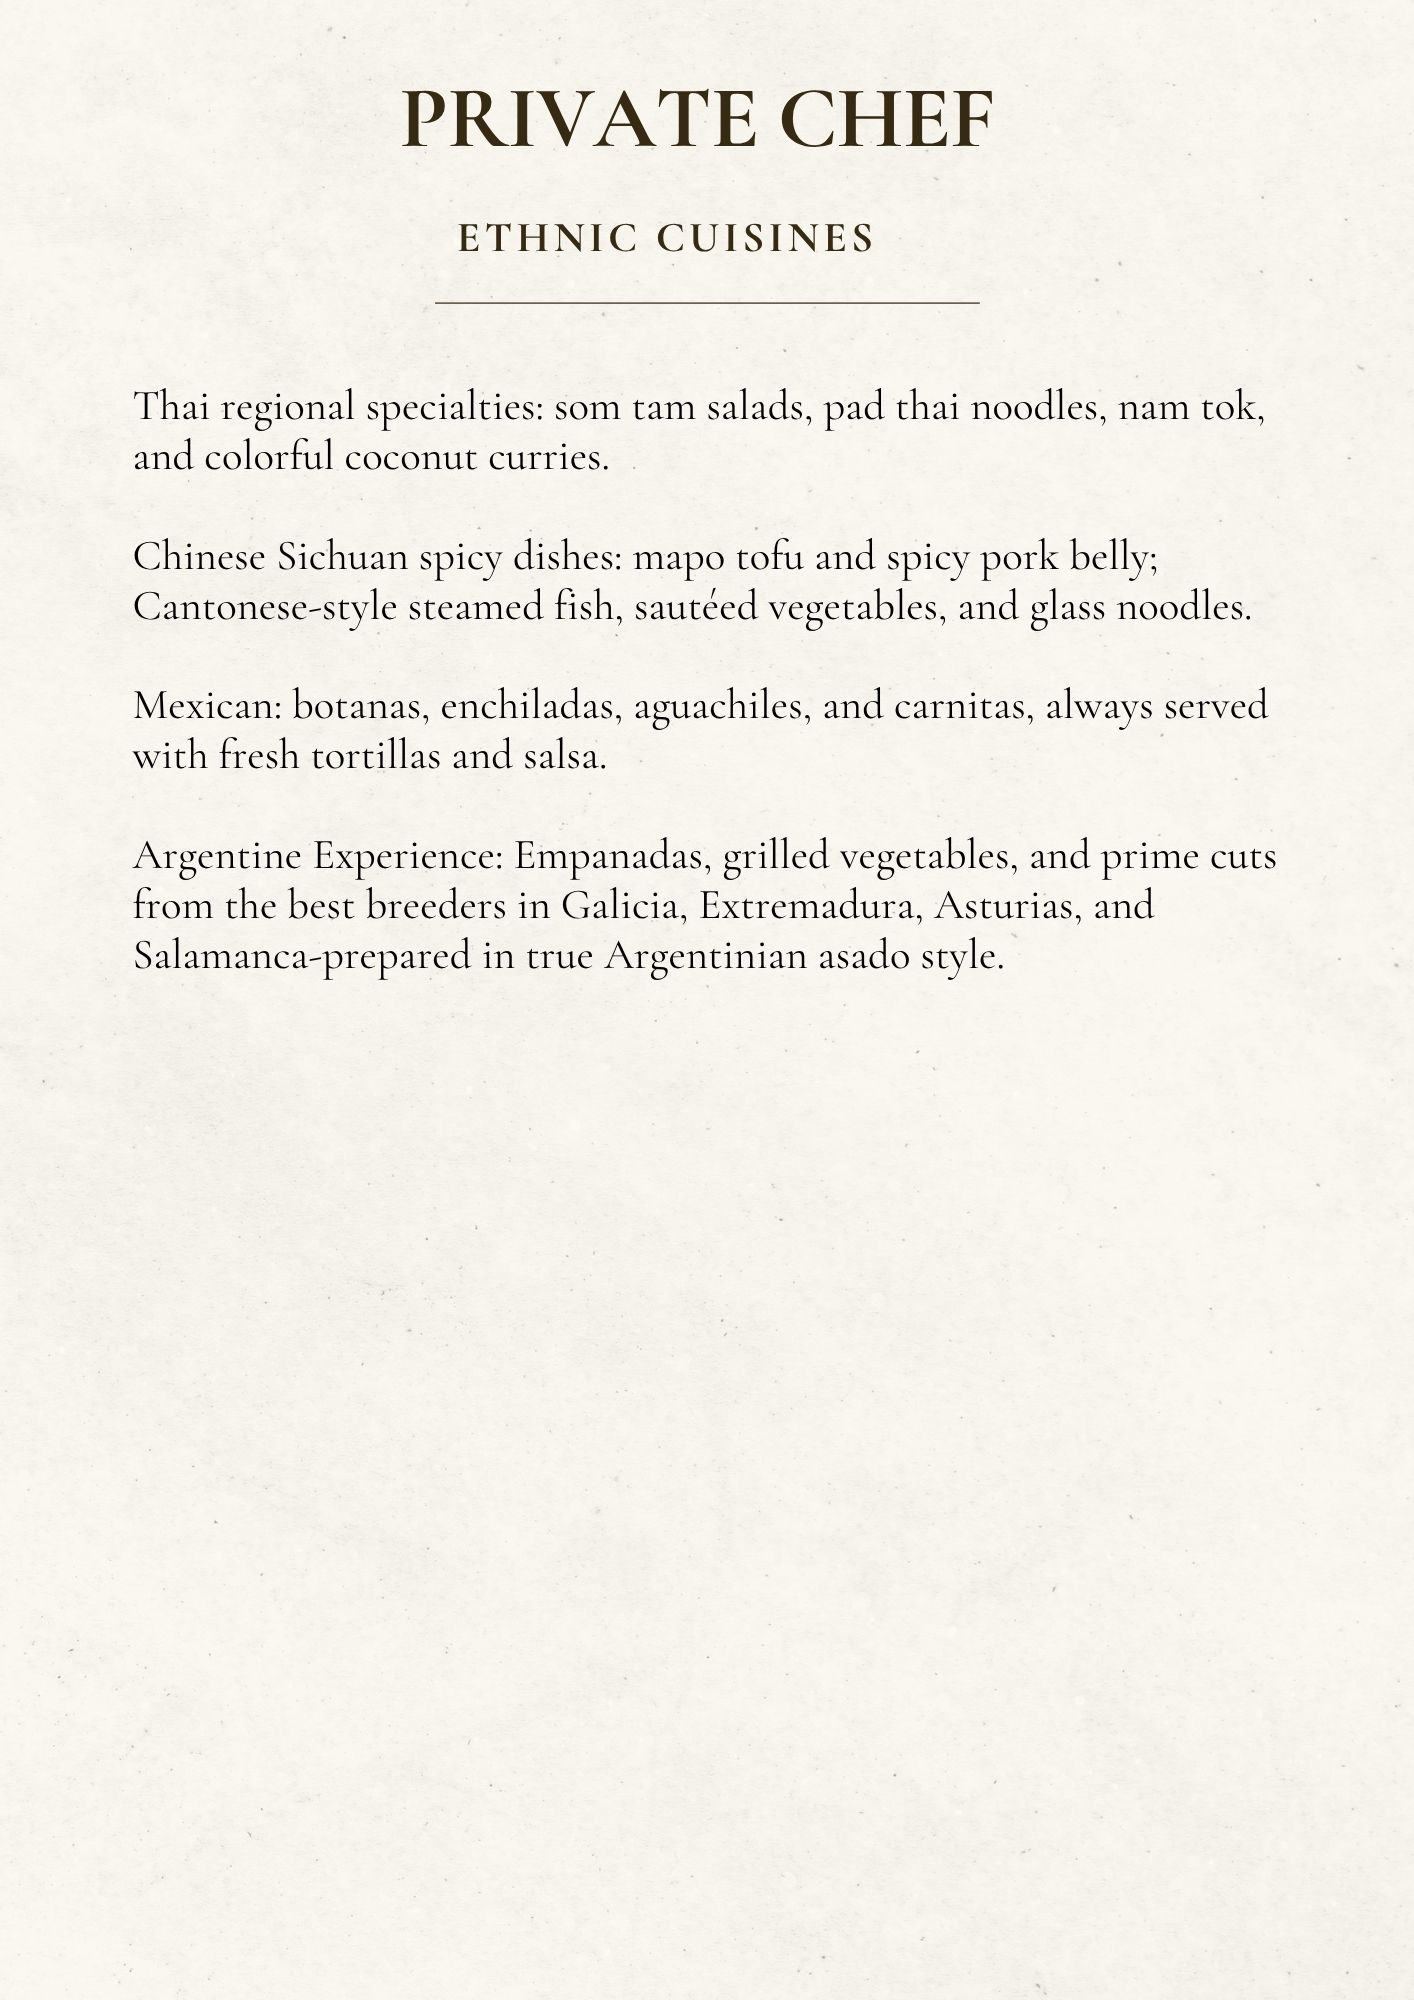 PRIVATE CHEF
ETHNIC CUISINES
Thai regional specialties: som tam salads, pad thai noodles, nam tok,
and colorful coconut curries.
Chinese Sichuan spicy dishes: mapo tofu and spicy pork belly;
Cantonese-style steamed fish, sautéed vegetables, and glass noodles.
Mexican: botanas, enchiladas, aguachiles, and carnitas, always served
with fresh tortillas and salsa.
Argentine Experience: Empanadas, grilled vegetables, and prime cuts
from the best breeders in Galicia, Extremadura, Asturias, and
Salamanca-prepared in true Argentinian asado style.